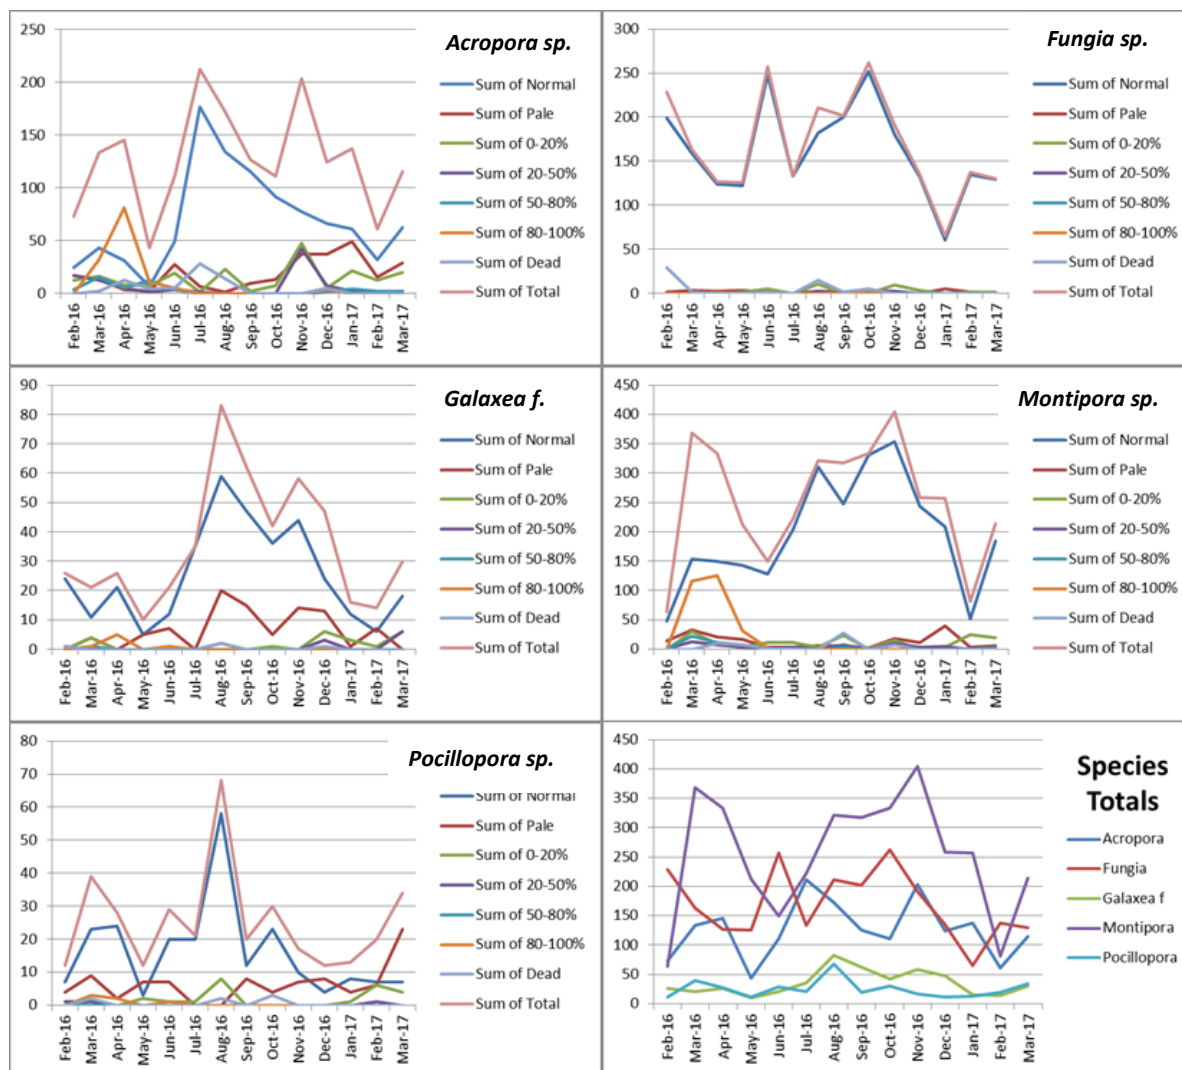 Acropora sp.
250
200
150
100
50
0
Feb-16
Mar-16
Apr-16
May-16
Jun-16
Jul-16
Aug-16
Sep-16
Oct-16
Nov-16
Dec-16
Jan-17
Feb-17
Mar-17
Sum of Normal
Sum of Pale
Sum of 0-20%
Sum of 20-50%
Sum of 50-80%
Sum of 80-100%
Sum of Dead
Sum of Total
Fungia sp.
300
250
200
150
100
50
0
Feb-16
Mar-16
Apr-16
May-16
Jun-16
Jul-16
Aug-16
Sep-16
Oct-16
Nov-16
Dec-16
Jan-17
Feb-17
Mar-17
Sum of Normal
Sum of Pale
Sum of 0-20%
Sum of 20-50%
Sum of 50-80%
Sum of 80-100%
Sum of Dead
Sum of Total
Galaxea f.
90
80
70
60
50
40
30
20
10
0
Feb-16
Mar-16
Apr-16
May-16
Jun-16
Jul-16
Aug-16
Sep-16
Oct-16
Nov-16
Dec-16
Jan-17
Feb-17
Mar-17
Sum of Normal
Sum of Pale
Sum of 0-20%
Sum of 20-50%
Sum of 50-80%
Sum of 80-100%
Sum of Dead
Sum of Total
Montipora sp.
450
400
350
300
250
200
150
100
50
0
Feb-16
Mar-16
Apr-16
May-16
Jun-16
Jul-16
Aug-16
Sep-16
Oct-16
Nov-16
Dec-16
Jan-17
Feb-17
Mar-17
Sum of Normal
Sum of Pale
Sum of 0-20%
Sum of 20-50%
Sum of 50-80%
Sum of 80-100%
Sum of Dead
Sum of Total
Pocillopora sp.
80
70
60
50
40
30
20
10
0
Feb-16
Mar-16
Apr-16
May-16
Jun-16
Jul-16
Aug-16
Sep-16
Oct-16
Nov-16
Dec-16
Jan-17
Feb-17
Mar-17
Sum of Normal
Sum of Pale
Sum of 0-20%
Sum of 20-50%
Sum of 50-80%
Sum of 80-100%
Sum of Dead
Sum of Total
Species
Totals
450
400
350
300
250
200
150
100
50
0
Feb-16
Mar-16
Apr-16
May-16
Jun-16
Jul-16
Aug-16
Sep-16
Oct-16
Nov-16
Dec-16
Jan-17
Feb-17
Mar-17
Acropora
Fungia
Galaxea f
Montipora
Pocillopora